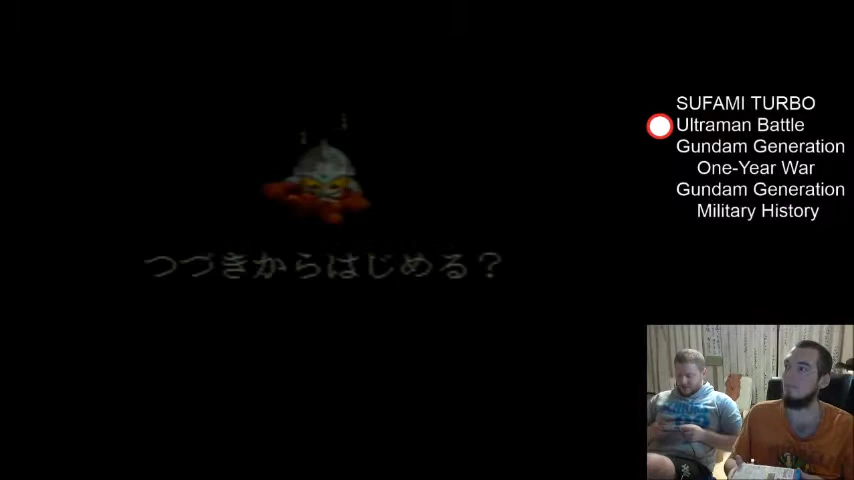 つづきからはじめる？
SUFAMI TURBO
Ultraman Battle
Gundam Generation
One-Year War
Gundam Generation
Military History